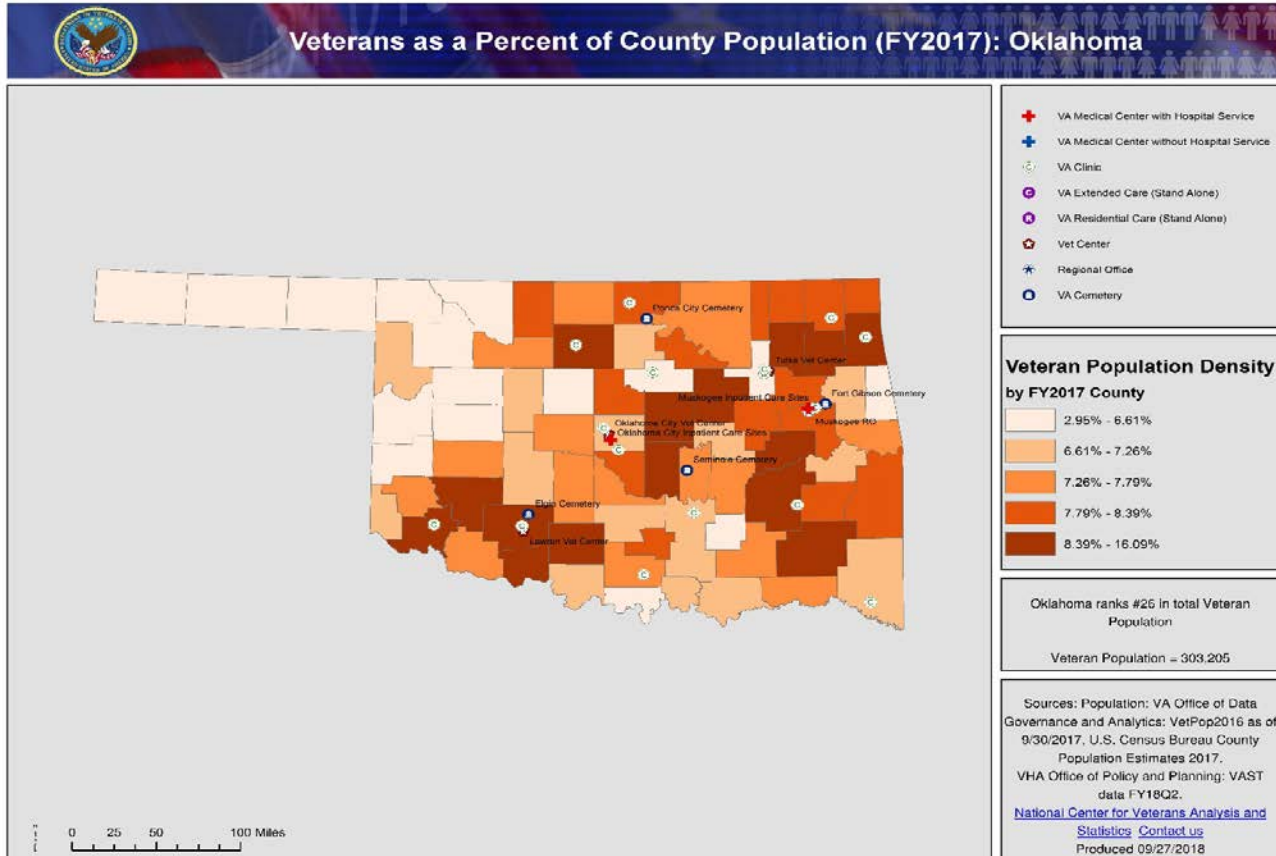 Veterans as a Percent of County Population (FY2017): Oklahoma
VA Medical Center with Hospital Service
VA Medical Center without Hospital Service
VA Clinic
VA Extended Care (Stand Alone)
VA Residential Care (Stand Alone)
Vet Center
Regional Office
VA Cemetery
Ponca City Cemetery
Tulsa Vet Center
Muskogee Inpatient Care Sites
Fort Gibson Cemetery
Muskogee RO
Oklahoma City Vet Center
Oklahoma City Inpatient Care Sites
Seminole Cemetery
Elgin Cemetery
Lawton Vet Center
Veteran Population Density
by FY2017 County
2.95% - 6.61%
6.61% - 7.26%
7.26% - 7.79%
7.79% - 8.39%
8.39% - 16.09%
Oklahoma ranks #26 in total Veteran
Population
Veteran Population = 303,205
Sources: Population: VA Office of Data
Governance and Analytics: VetPop2016 as of
9/30/2017, U.S. Census Bureau County
Population Estimates 2017.
VHA Office of Policy and Planning: VAST
data FY18Q2.
National Center for Veterans Analysis and
Statistics Contact us
Produced 09/27/2018
0 25 50 100 Miles